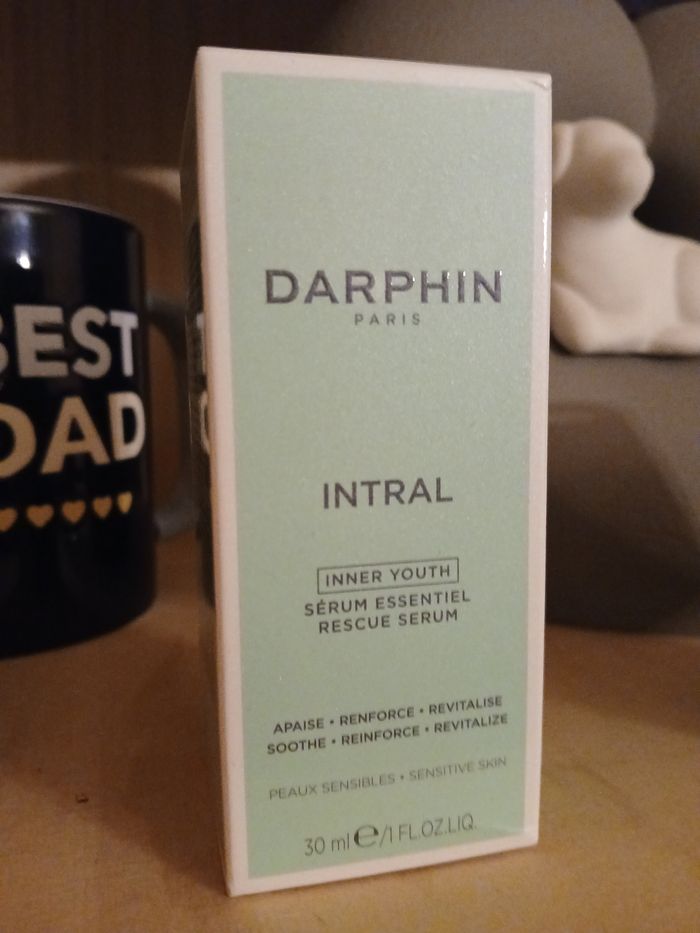 BEST
DAD
DARPHIN
PARIS
INTRAL
INNER YOUTH
SÉRUM ESSENTIEL
RESCUE SERUM
APAISE • RENFORCE • REVITALISE
SOOTHE • REINFORCE • REVITALIZE
PEAUX SENSIBLES • SENSITIVE SKIN
30 ml ℮/1 FL.OZ.LIQ.